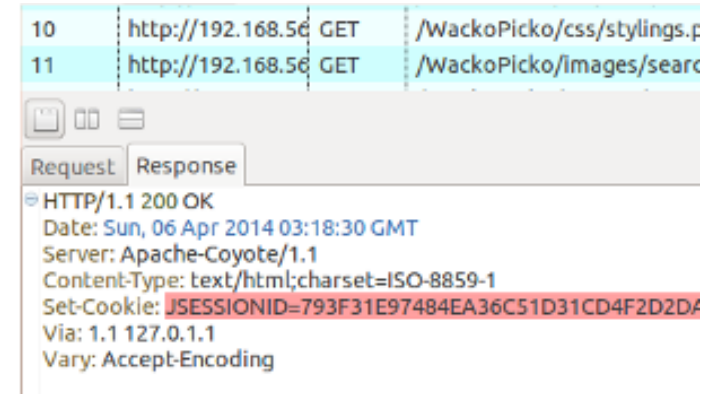 10 http://192.168.56 GET /WackoPicko/css/stylings.p
11 http://192.168.56 GET /WackoPicko/images/searc
Request Response
HTTP/1.1 200 OK
Date: Sun, 06 Apr 2014 03:18:30 GMT
Server: Apache-Coyote/1.1
Content-Type: text/html;charset=ISO-8859-1
Set-Cookie: JSESSIONID=793F31E97484EA36C51D31CD4F2D2DA
Via: 1.1 127.0.1.1
Vary: Accept-Encoding